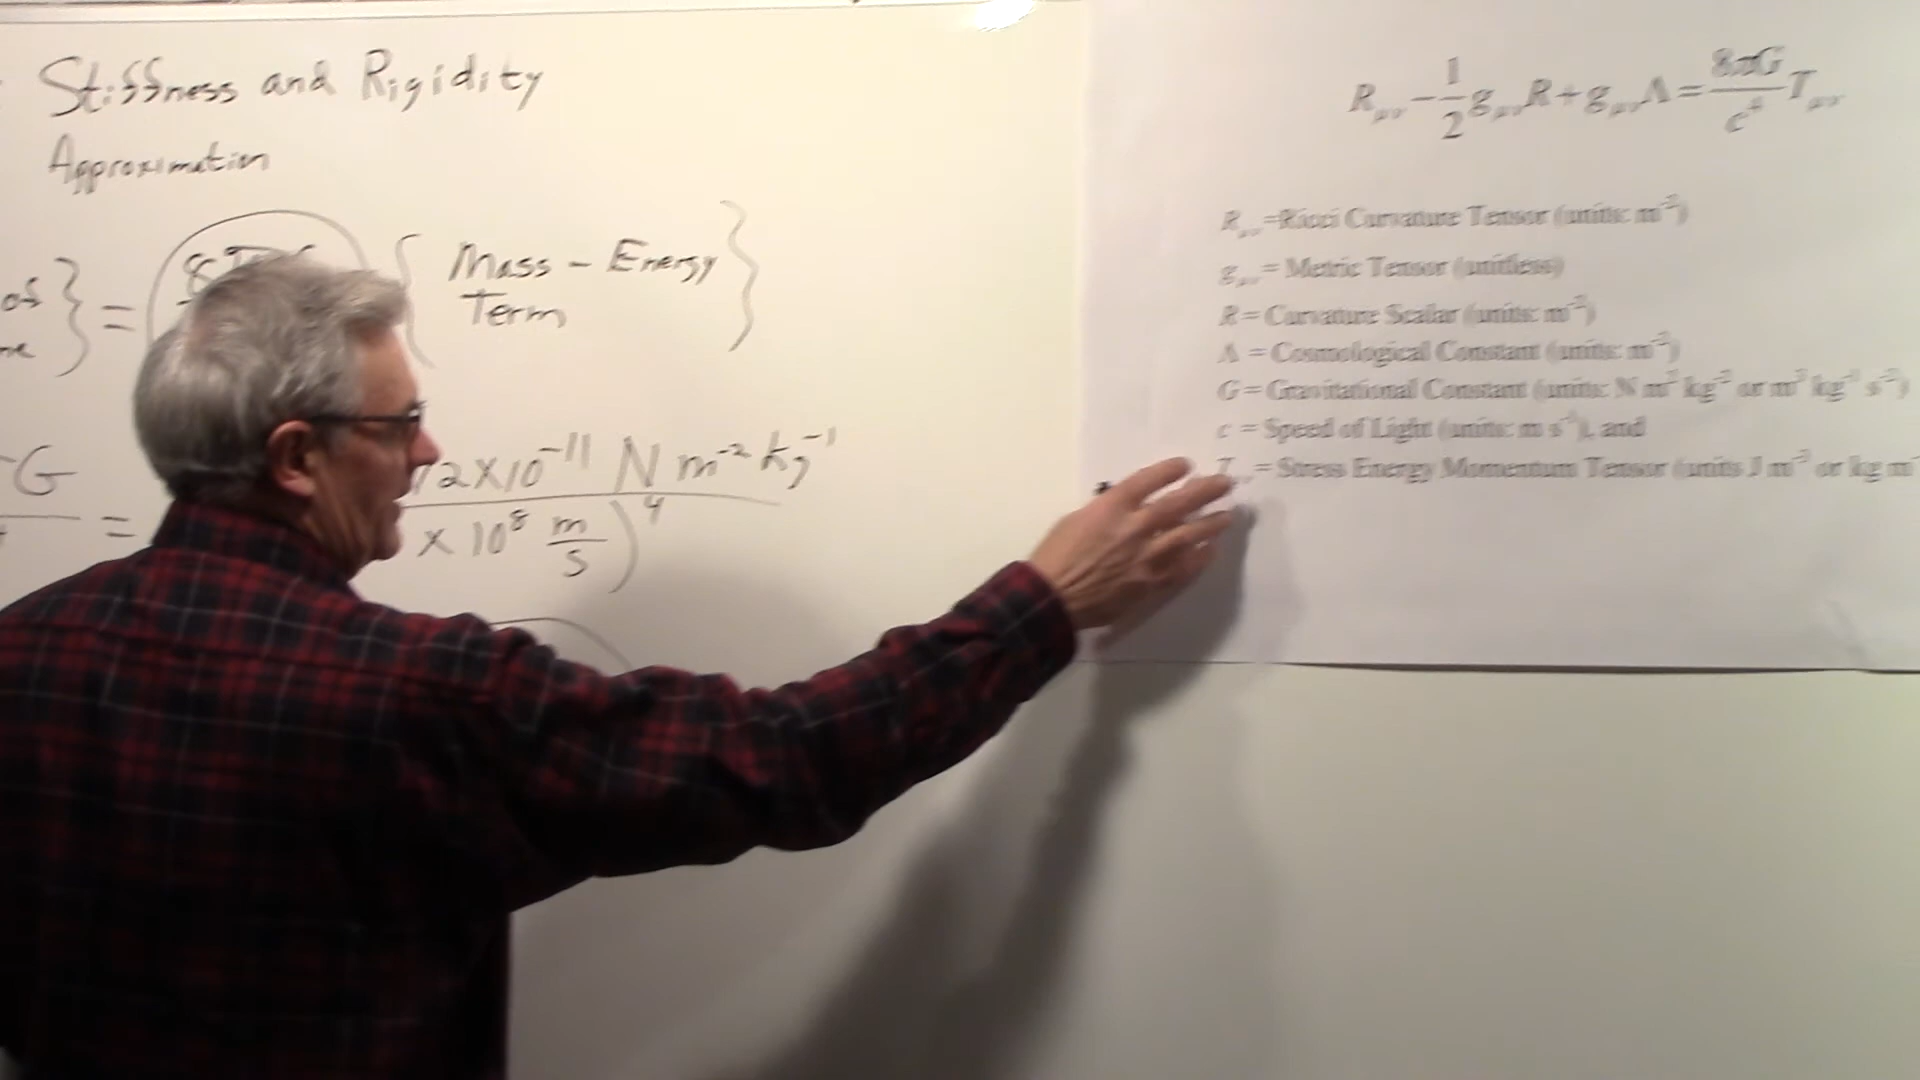 Stiffness and Rigidity
Approximation
of } = 8π { Mass - Energy
Term }
G = 72 X 10⁻¹¹ N m⁻² kg⁻¹
x 10⁸ m/s )⁴
R_μν - 1/2 g_μν R + g_μν Λ = 8πG/c⁴ T_μν
R_μν = Ricci Curvature Tensor (units: m⁻²)
g_μν = Metric Tensor (unitless)
R = Curvature Scalar (units: m⁻²)
Λ = Cosmological Constant (units: m⁻²)
G = Gravitational Constant (units: N m² kg⁻² or m³ kg⁻¹ s⁻²)
c = Speed of Light (units: m s⁻¹), and
= Stress Energy Momentum Tensor (units J m⁻³ or kg m